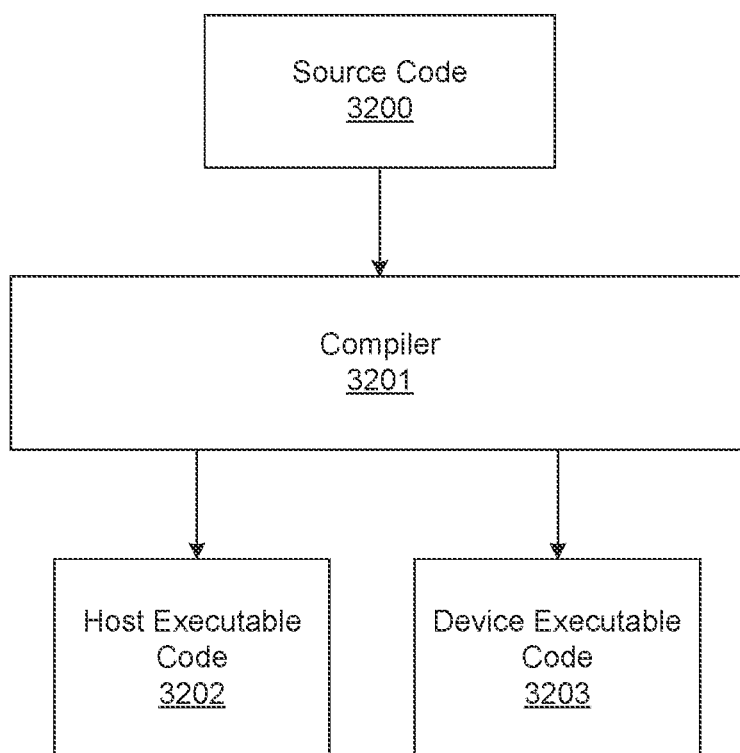 Source Code
3200
Compiler
3201
Host Executable
Code
3202
Device Executable
Code
3203